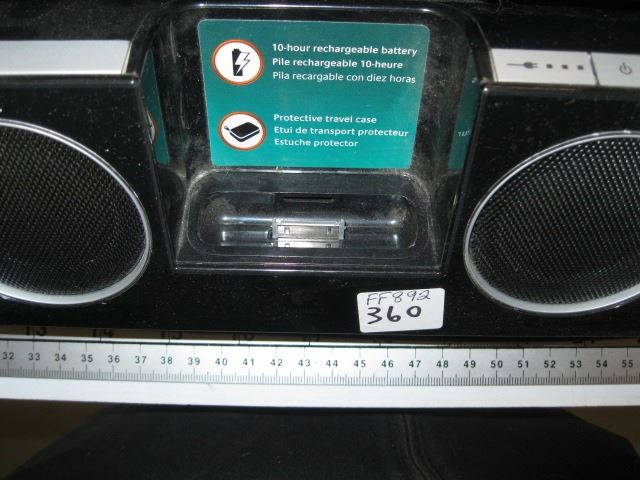 10-hour rechargeable battery
Pile rechargeable 10-heure
Pila recargable con diez horas
Protective travel case
Etui de transport protecteur
Estuche protector
FF892
360
13 14 15 16
32 33 34 35 36 37 38 39 40 41 42 43 44 45 46 47 48 49 50 51 52 53 54 55